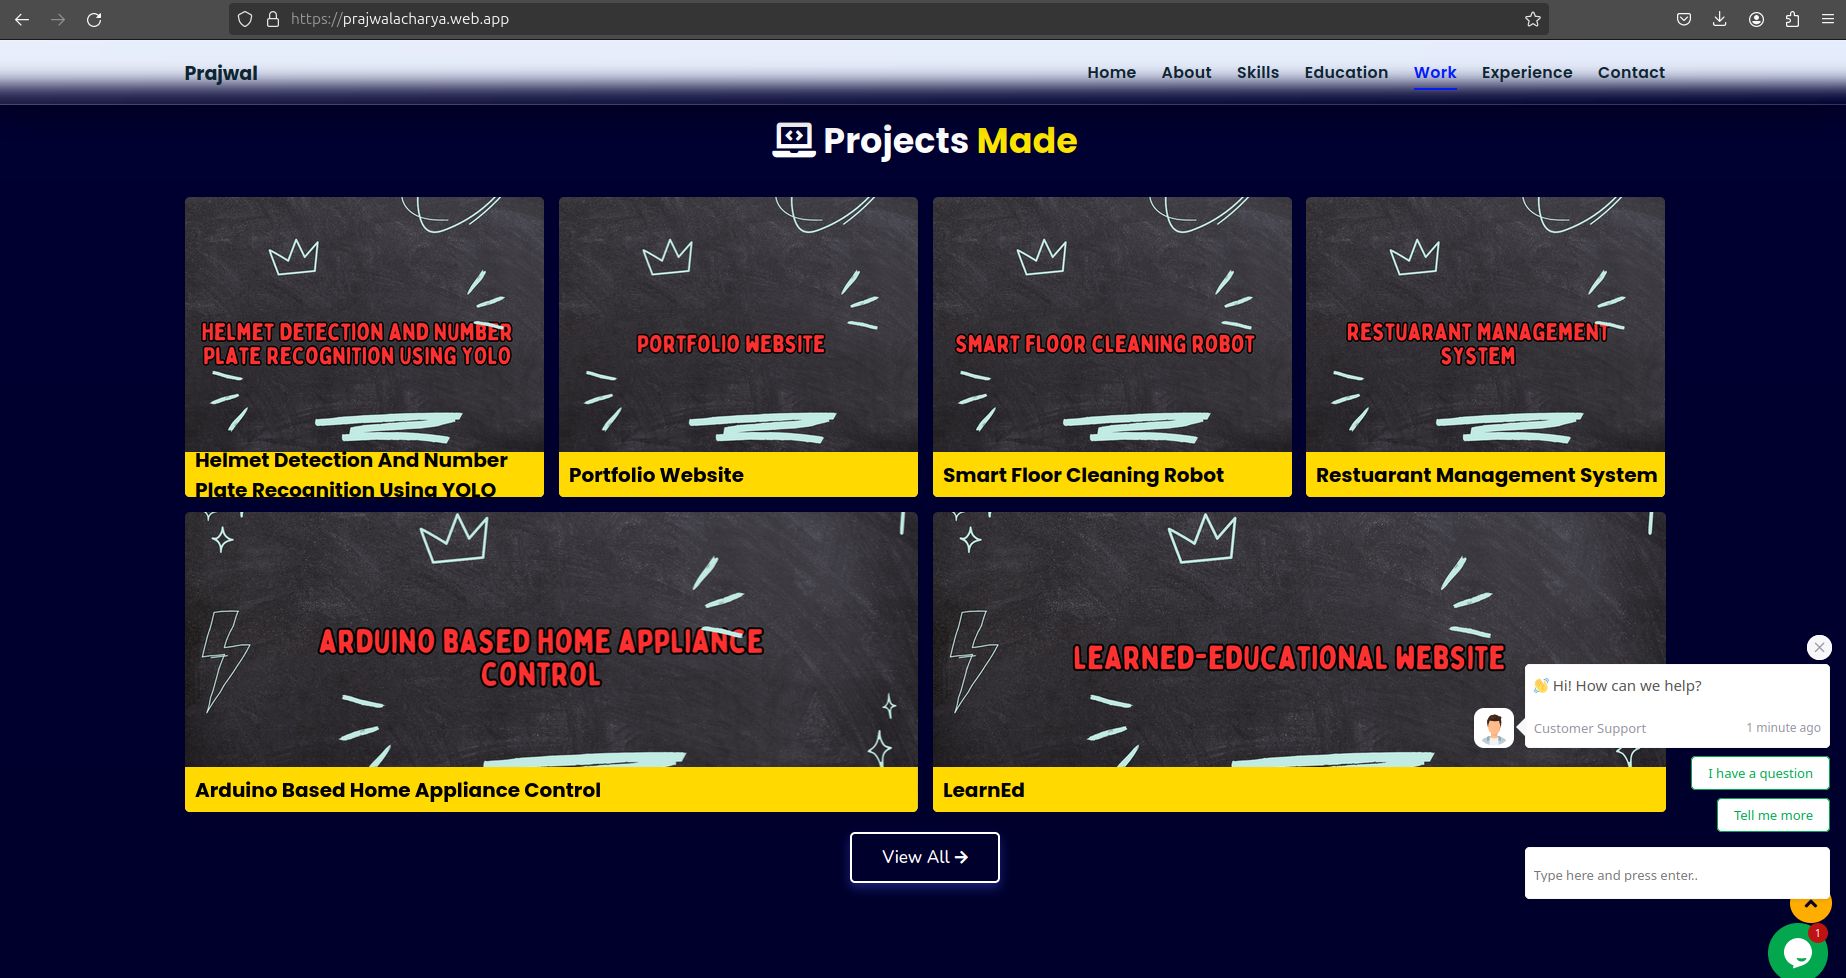 https://prajwalacharya.web.app
Prajwal
Home About Skills Education Work Experience Contact
Projects Made
HELMET DETECTION AND NUMBER
PLATE RECOGNITION USING YOLO
Helmet Detection And Number
Plate Recognition Using YOLO
PORTFOLIO WEBSITE
Portfolio Website
SMART FLOOR CLEANING ROBOT
Smart Floor Cleaning Robot
RESTUARANT MANAGEMENT
SYSTEM
Restuarant Management System
ARDUINO BASED HOME APPLIANCE
CONTROL
Arduino Based Home Appliance Control
LEARNED-EDUCATIONAL WEBSITE
LearnEd
View All
👋 Hi! How can we help?
Customer Support 1 minute ago
I have a question
Tell me more
Type here and press enter..
1